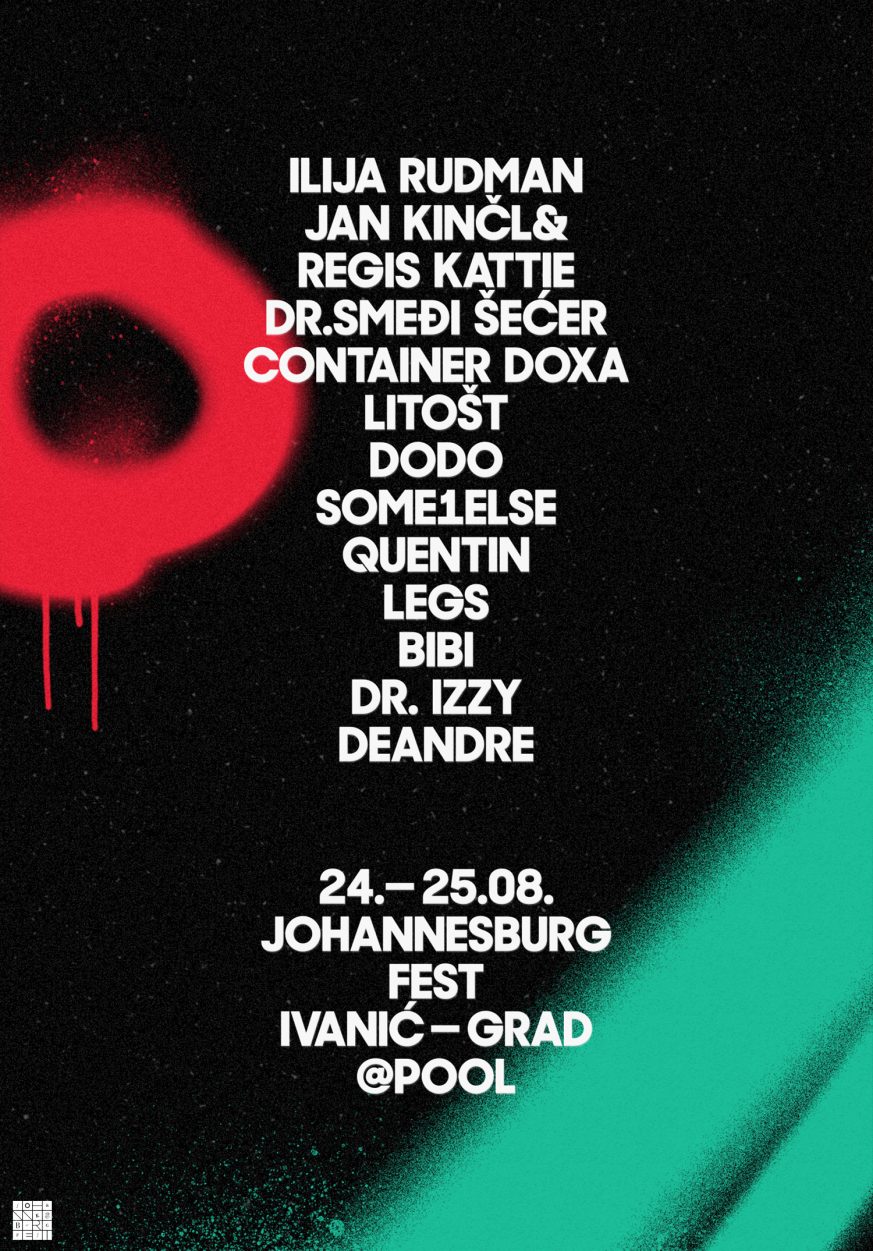 ILIJA RUDMAN
JAN KINČL&
REGIS KATTIE
DR.SMEĐI ŠEĆER
CONTAINER DOXA
LITOŠT
DODO
SOME1ELSE
QUENTIN
LEGS
BIBI
DR. IZZY
DEANDRE
24.– 25.08.
JOHANNESBURG
FEST
IVANIĆ – GRAD
@POOL